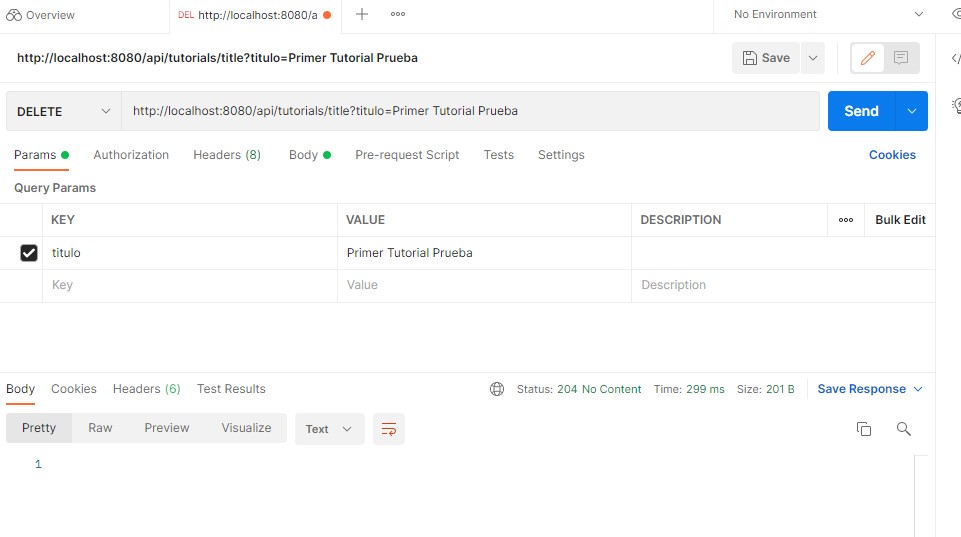 Overview
DEL http://localhost:8080/a
No Environment
http://localhost:8080/api/tutorials/title?titulo=Primer Tutorial Prueba
Save
DELETE
http://localhost:8080/api/tutorials/title?titulo=Primer Tutorial Prueba
Send
Params Authorization Headers (8) Body Pre-request Script Tests Settings Cookies
Query Params
KEY VALUE DESCRIPTION Bulk Edit
titulo Primer Tutorial Prueba
Key Value Description
Body Cookies Headers (6) Test Results Status: 204 No Content Time: 299 ms Size: 201 B Save Response
Pretty Raw Preview Visualize Text
1